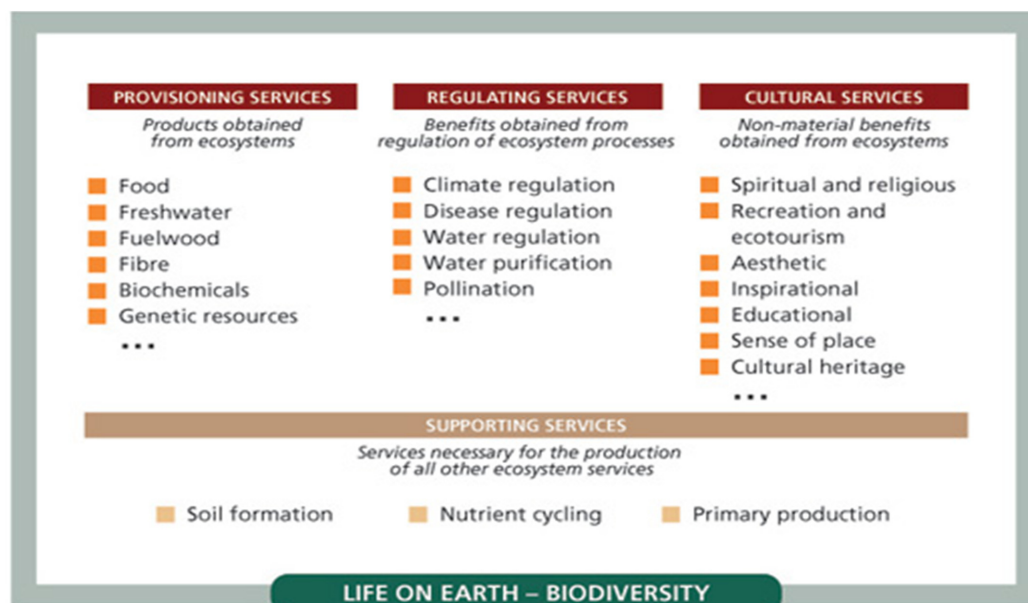 PROVISIONING SERVICES
Products obtained
from ecosystems
Food
Freshwater
Fuelwood
Fibre
Biochemicals
Genetic resources
...
REGULATING SERVICES
Benefits obtained from
regulation of ecosystem processes
Climate regulation
Disease regulation
Water regulation
Water purification
Pollination
...
CULTURAL SERVICES
Non-material benefits
obtained from ecosystems
Spiritual and religious
Recreation and
ecotourism
Aesthetic
Inspirational
Educational
Sense of place
Cultural heritage
...
SUPPORTING SERVICES
Services necessary for the production
of all other ecosystem services
Soil formation
Nutrient cycling
Primary production
LIFE ON EARTH – BIODIVERSITY